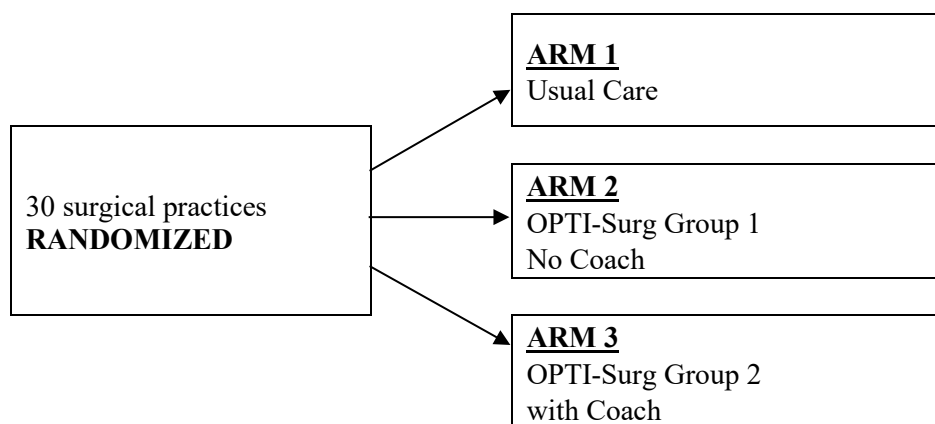 30 surgical practices
RANDOMIZED
ARM 1
Usual Care
ARM 2
OPTI-Surg Group 1
No Coach
ARM 3
OPTI-Surg Group 2
with Coach